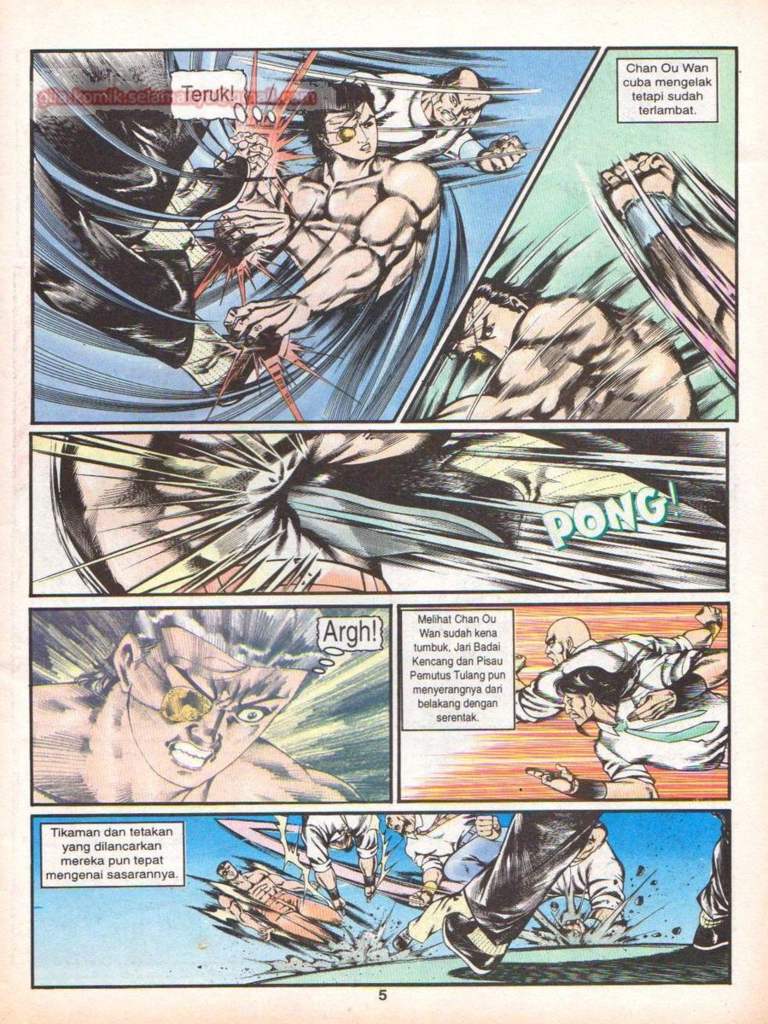 Teruk!
Chan Ou Wan
cuba mengelak
tetapi sudah
terlambat.
PONG!
Argh!
Melihat Chan Ou
Wan sudah kena
tumbuk, Jari Badai
Kencang dan Pisau
Pemutus Tulang pun
menyerangnya dari
belakang dengan
serentak.
Tikaman dan tetakan
yang dilancarkan
mereka pun tepat
mengenai sasarannya.
5